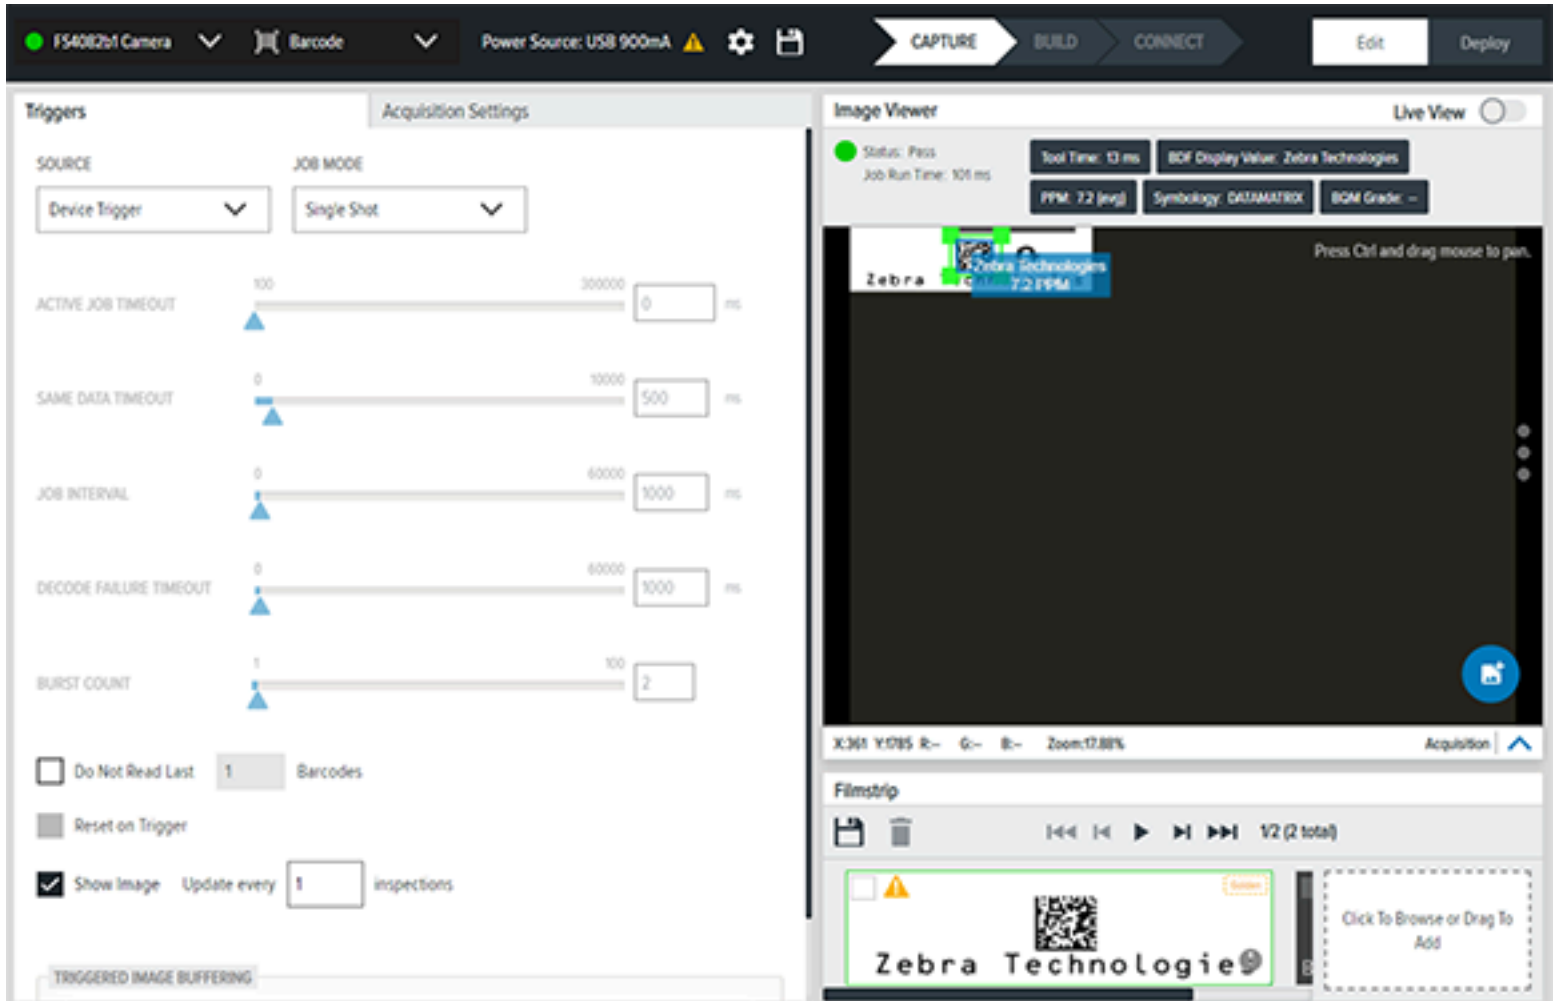 FS4082b1 Camera Barcode Power Source: USB 900mA CAPTURE BUILD CONNECT Edit Deploy
Triggers Acquisition Settings
SOURCE JOB MODE
Device Trigger Single Shot
100 300000
ACTIVE JOB TIMEOUT 0 ms
0 10000
SAME DATA TIMEOUT 500 ms
0 60000
JOB INTERVAL 1000 ms
0 60000
DECODE FAILURE TIMEOUT 1000 ms
1 100
BURST COUNT 2
Do Not Read Last 1 Barcodes
Reset on Trigger
Show Image Update every 1 inspections
TRIGGERED IMAGE BUFFERING
Image Viewer Live View
Status: Pass
Job Run Time: 101 ms
Tool Time: 13 ms BDF Display Value: Zebra Technologies
PPM: 7.2 (avg) Symbology: DATAMATRIX BQM Grade: --
Press Ctrl and drag mouse to pan.
Zebra Technologies
7.2 PPM
Zebra
X:361 Y:1785 R:-- G:-- B:-- Zoom:17.88% Acquisition
Filmstrip
1/2 (2 total)
Golden
Zebra Technologie
Click To Browse or Drag To
Add